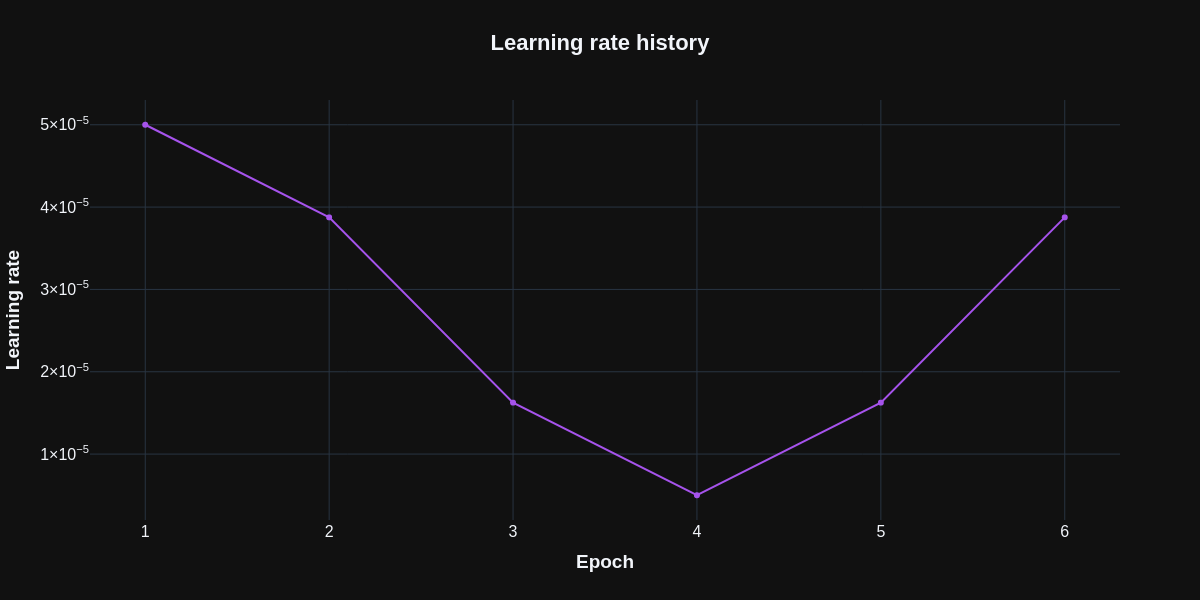 Learning rate history
5×10⁻⁵
4×10⁻⁵
3×10⁻⁵
2×10⁻⁵
1×10⁻⁵
Learning rate
1 2 3 4 5 6
Epoch